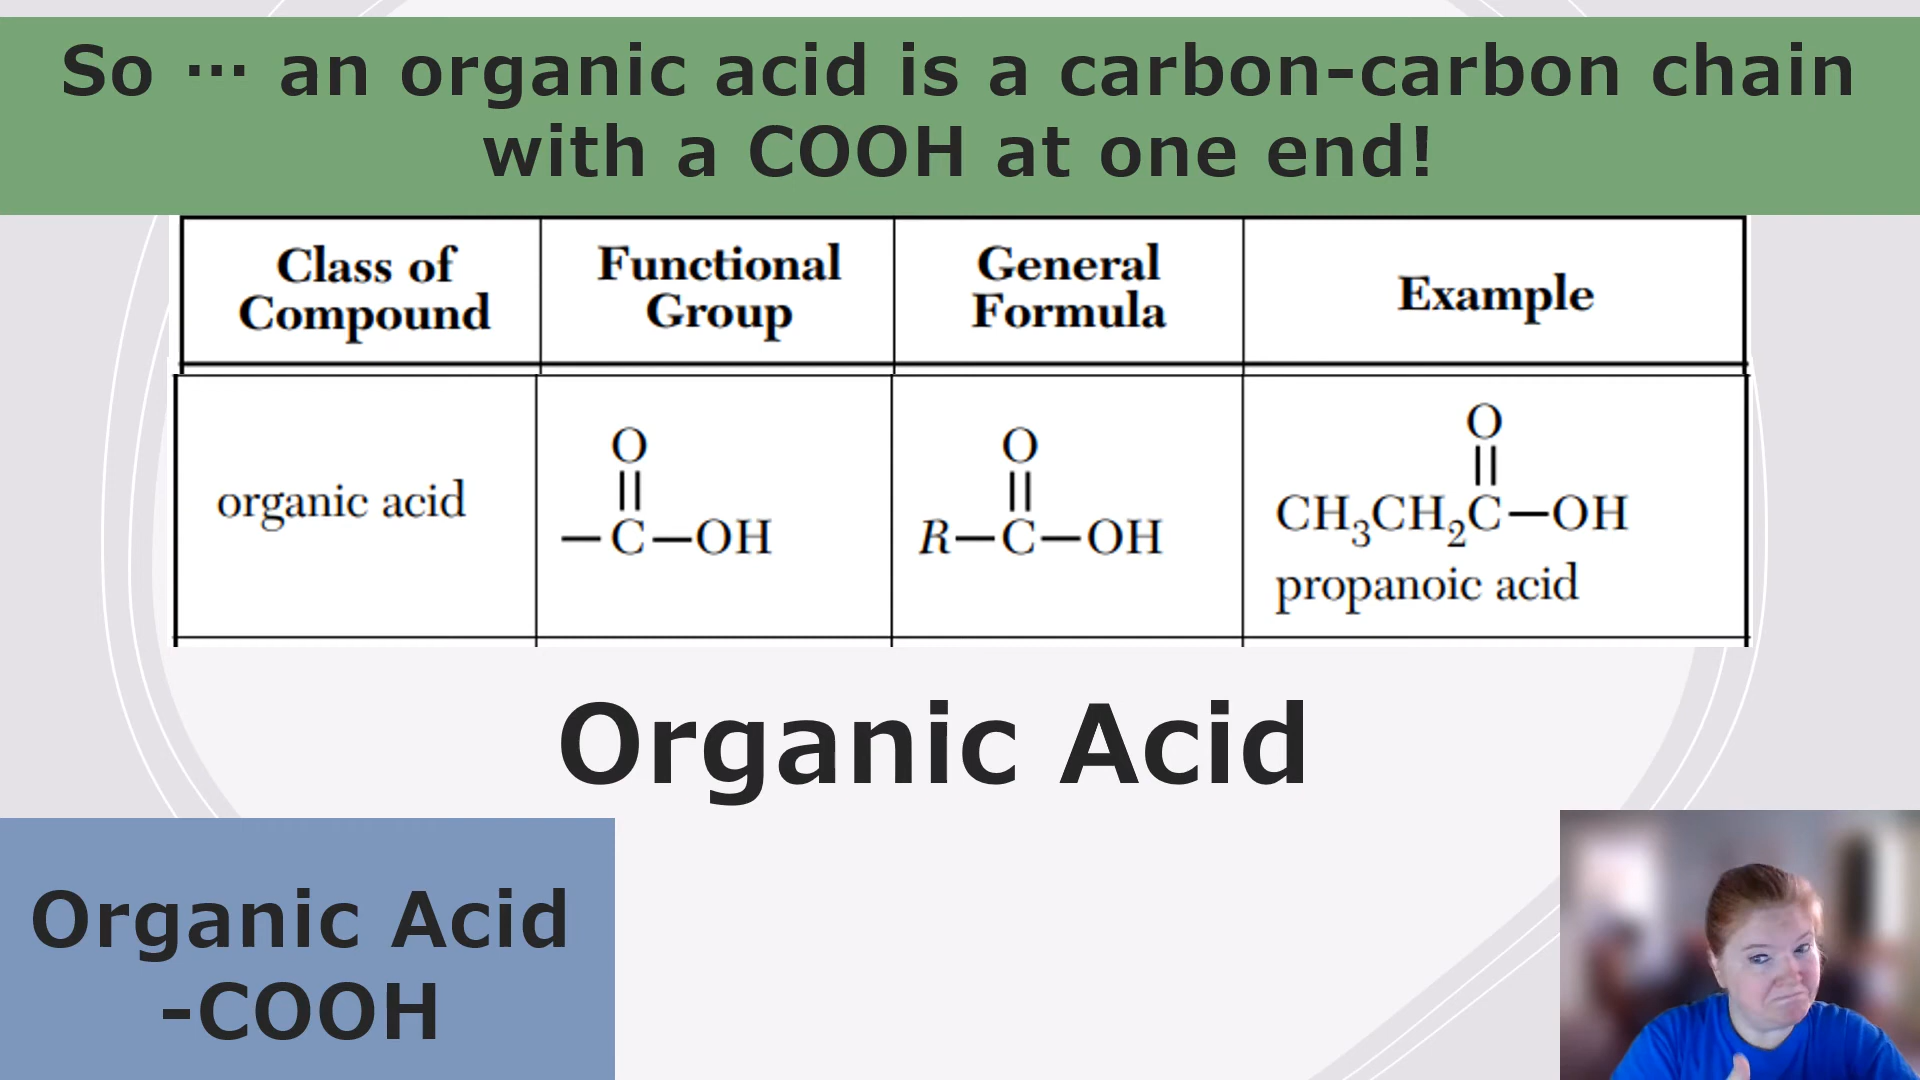 So ··· an organic acid is a carbon-carbon chain
with a COOH at one end!
Class of
Compound
Functional
Group
General
Formula
Example
organic acid
O
||
—C—OH
O
||
R—C—OH
O
||
CH₃CH₂C—OH
propanoic acid
Organic Acid
Organic Acid
-COOH